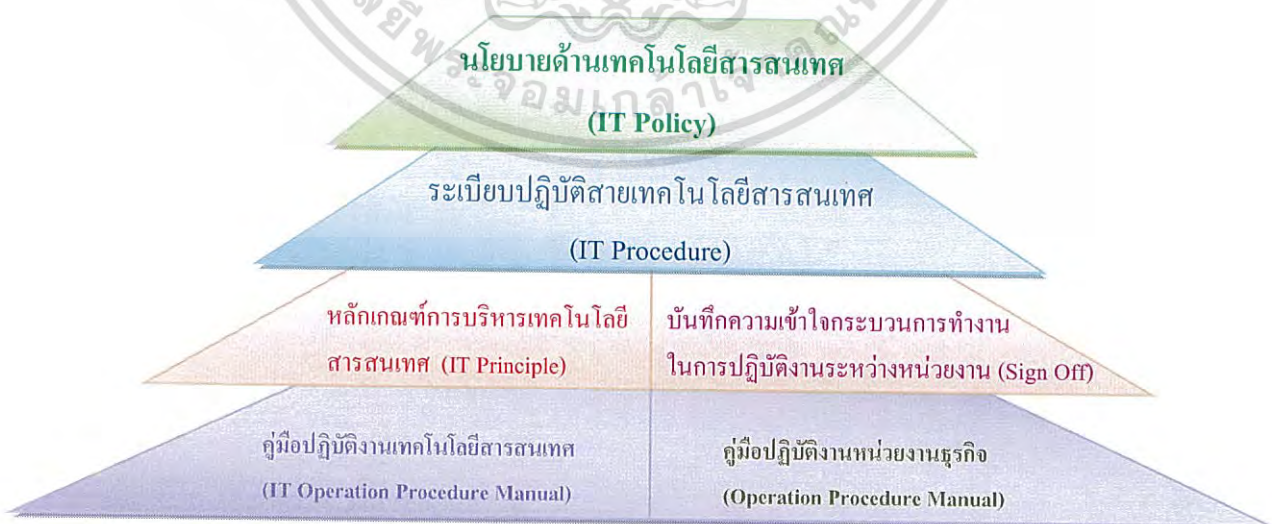 นโยบายด้านเทคโนโลยีสารสนเทศ
(IT Policy)
ระเบียบปฏิบัติสายเทคโนโลยีสารสนเทศ
(IT Procedure)
หลักเกณฑ์การบริหารเทคโนโลยี
สารสนเทศ (IT Principle)
บันทึกความเข้าใจกระบวนการทำงาน
ในการปฏิบัติงานระหว่างหน่วยงาน (Sign Off)
คู่มือปฏิบัติงานเทคโนโลยีสารสนเทศ
(IT Operation Procedure Manual)
คู่มือปฏิบัติงานหน่วยงานธุรกิจ
(Operation Procedure Manual)